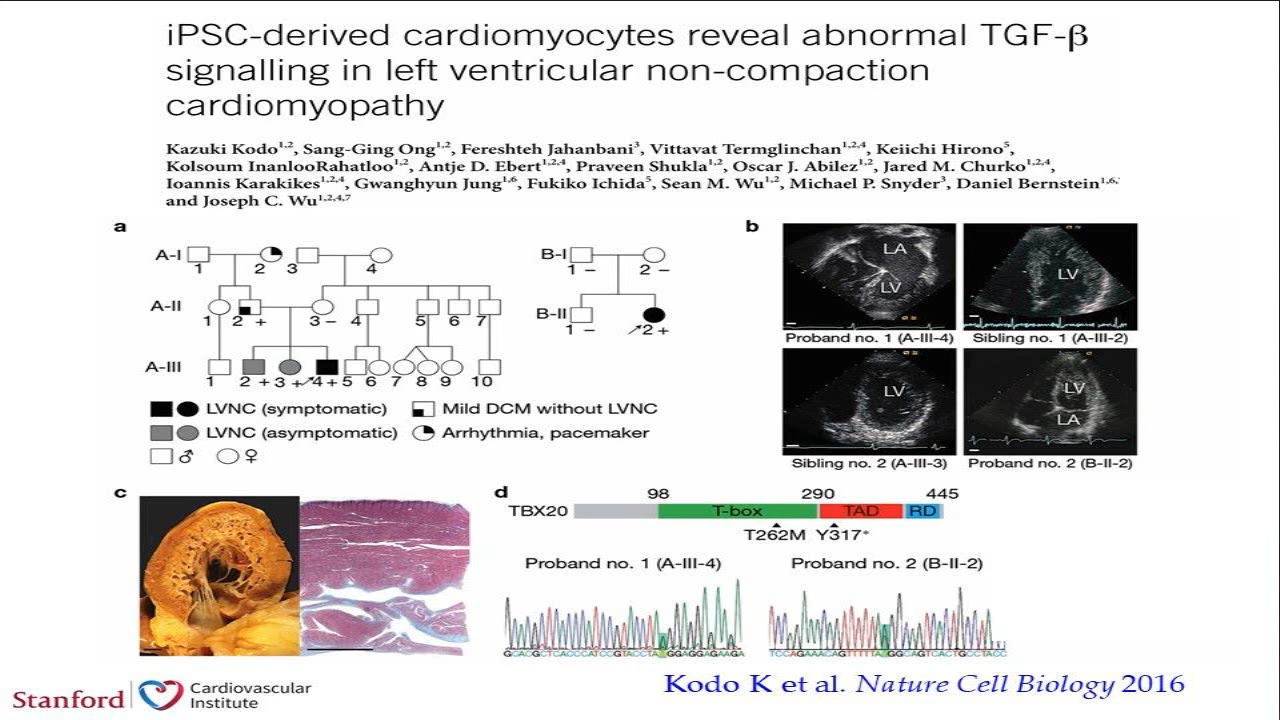 iPSC-derived cardiomyocytes reveal abnormal TGF-β
signalling in left ventricular non-compaction
cardiomyopathy
Kazuki Kodo1,2, Sang-Ging Ong1,2, Fereshteh Jahanbani3, Vittavat Termglinchan1,2,4, Keiichi Hirono5,
Kolsoum InanlooRahatloo1,2, Antje D. Ebert1,2,4, Praveen Shukla1,2, Oscar J. Abilez1,2, Jared M. Churko1,2,4,
Ioannis Karakikes1,2,4, Gwanghyun Jung1,6, Fukiko Ichida5, Sean M. Wu1,2, Michael P. Snyder3, Daniel Bernstein1,6,
and Joseph C. Wu1,2,4,7
a
A-I
1 2 3 4
A-II
1 2 + 3 – 4 5 6 7
A-III
1 2 + 3 + 4 + 5 6 7 8 9 10
B-I
1 – 2 –
B-II
1 – 2 +
LVNC (symptomatic)
Mild DCM without LVNC
LVNC (asymptomatic)
Arrhythmia, pacemaker
♂ ♀
b
LA
LV
LV
Proband no. 1 (A-III-4)
Sibling no. 1 (A-III-2)
LV
LV
LA
Sibling no. 2 (A-III-3)
Proband no. 2 (B-II-2)
c
d
98 290 445
TBX20 T-box TAD RD
T262M Y317*
Proband no. 1 (A-III-4)
Proband no. 2 (B-II-2)
Stanford
Cardiovascular
Institute
Kodo K et al. Nature Cell Biology 2016